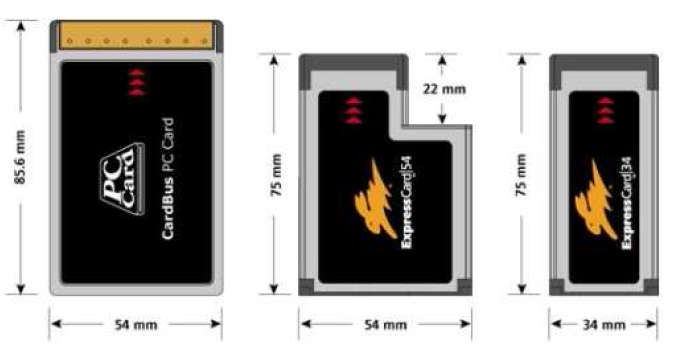 85.6 mm
PC
Card
CardBus PC Card
54 mm
75 mm
22 mm
ExpressCard|54
54 mm
75 mm
ExpressCard|34
34 mm